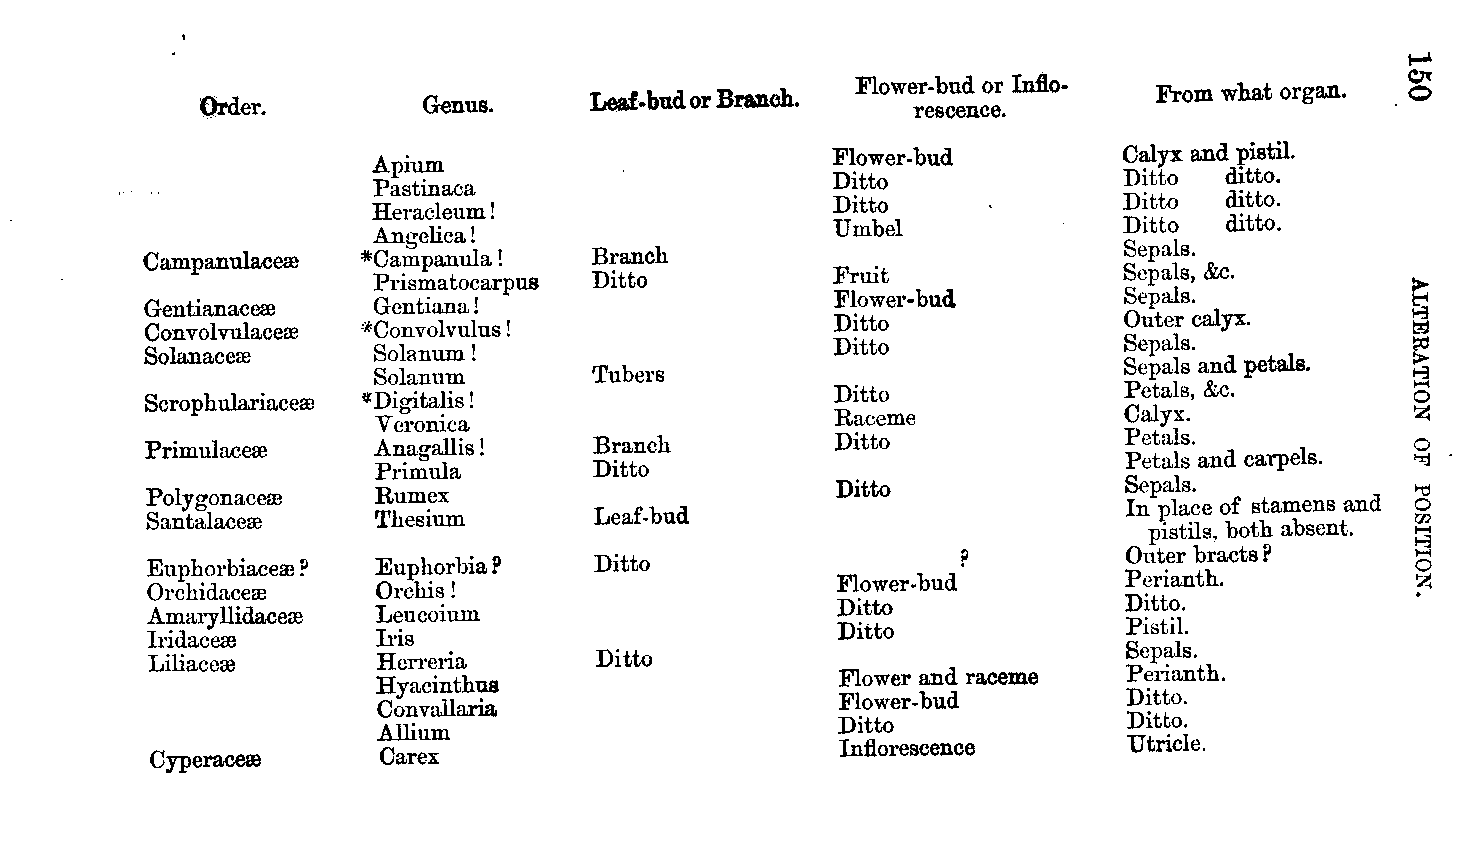 150 ALTERATION OF POSITION.
Order. Genus. Leaf-bud or Branch. Flower-bud or Inflo-rescence. From what organ.
Apium Flower-bud Calyx and pistil.
Pastinaca Ditto Ditto ditto.
Heracleum! Ditto Ditto ditto.
Angelica! Umbel Ditto ditto.
Campanulaceæ *Campanula! Branch Sepals.
Prismatocarpus Ditto Fruit Sepals, &c.
Gentianaceæ Gentiana! Flower-bud Sepals.
Convolvulaceæ *Convolvulus! Ditto Outer calyx.
Solanaceæ Solanum! Ditto Sepals.
Solanum Tubers Sepals and petals.
Scrophulariaceæ *Digitalis! Ditto Petals, &c.
Veronica Raceme Calyx.
Primulaceæ Anagallis! Branch Ditto Petals.
Primula Ditto Petals and carpels.
Polygonaceæ Rumex Ditto Sepals.
Santalaceæ Thesium Leaf-bud In place of stamens and
pistils, both absent.
Euphorbiaceæ? Euphorbia? Ditto ? Outer bracts?
Orchidaceæ Orchis! Flower-bud Perianth.
Amaryllidaceæ Leucoium Ditto Ditto.
Iridaceæ Iris Ditto Pistil.
Liliaceæ Herreria Ditto Sepals.
Hyacinthus Flower and raceme Perianth.
Convallaria Flower-bud Ditto.
Allium Ditto Ditto.
Cyperaceæ Carex Inflorescence Utricle.